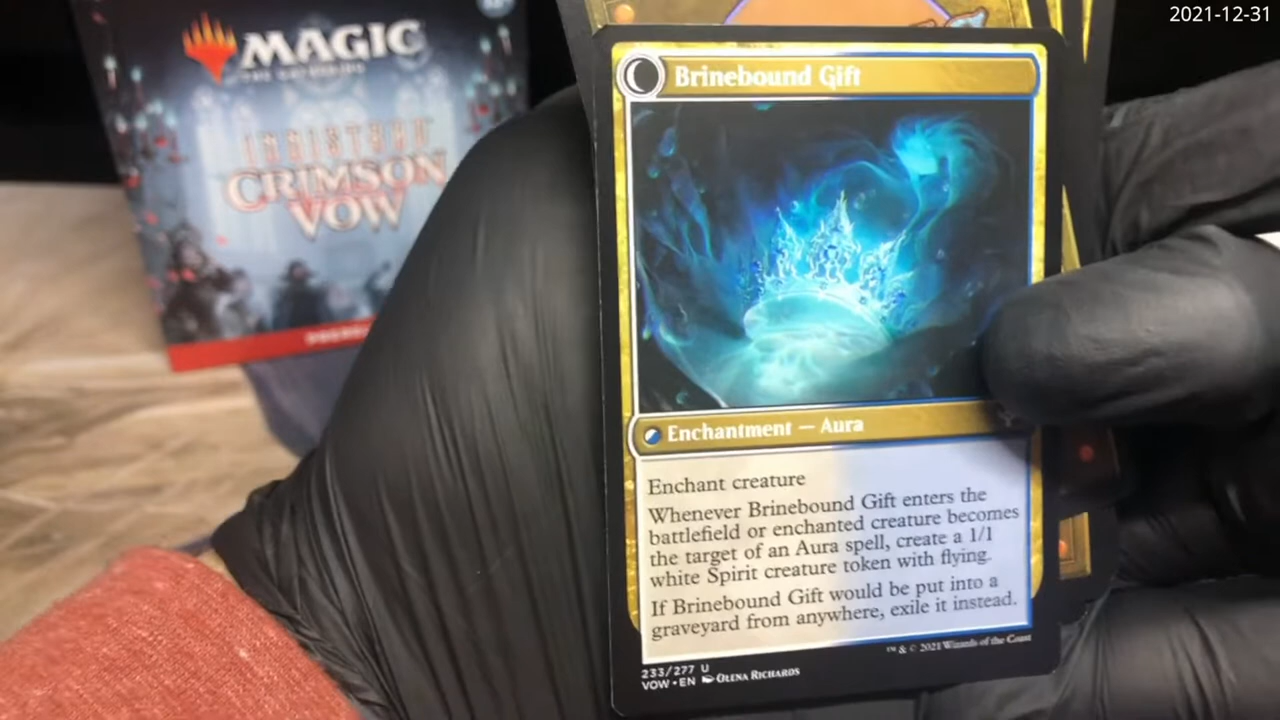 2021-12-31
MAGIC
THE GATHERING
INNISTRAD
CRIMSON
VOW
Brinebound Gift
Enchantment — Aura
Enchant creature
Whenever Brinebound Gift enters the
battlefield or enchanted creature becomes
the target of an Aura spell, create a 1/1
white Spirit creature token with flying.
If Brinebound Gift would be put into a
graveyard from anywhere, exile it instead.
233/277 U
VOW • EN OLENA RICHARDS
™ & © 2021 Wizards of the Coast